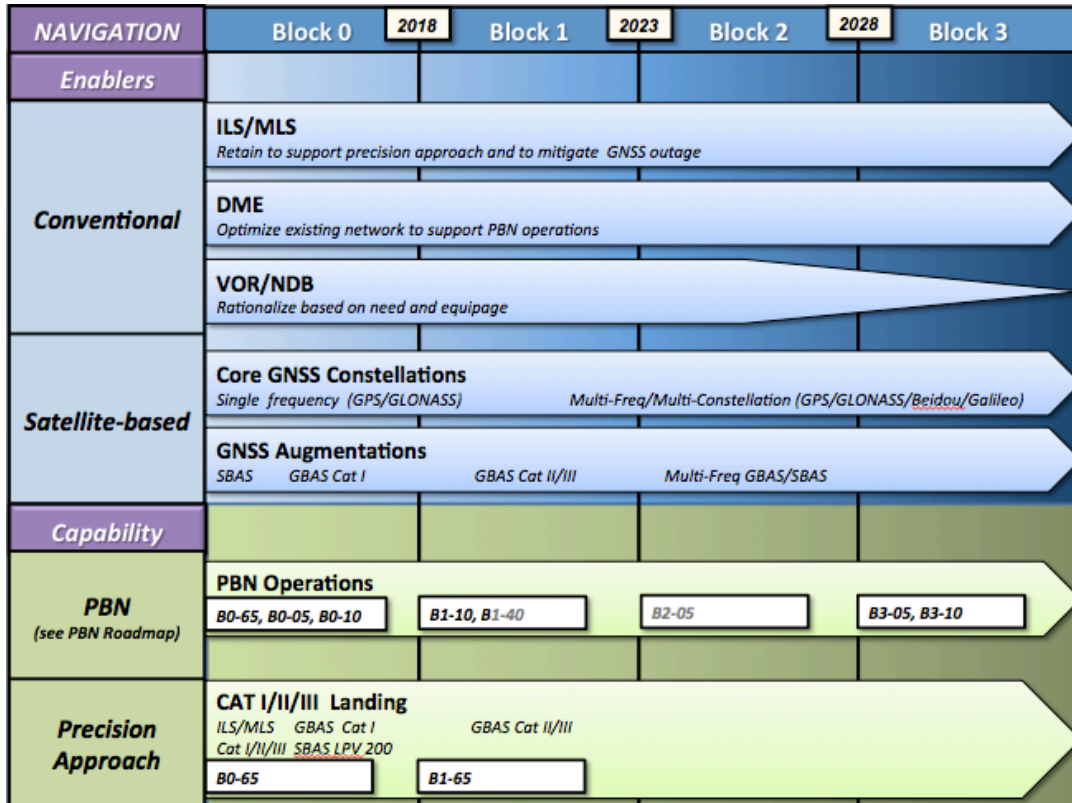 NAVIGATION Block 0 2018 Block 1 2023 Block 2 2028 Block 3
Enablers
Conventional
ILS/MLS
Retain to support precision approach and to mitigate GNSS outage
DME
Optimize existing network to support PBN operations
VOR/NDB
Rationalize based on need and equipage
Satellite-based
Core GNSS Constellations
Single frequency (GPS/GLONASS) Multi-Freq/Multi-Constellation (GPS/GLONASS/Beidou/Galileo)
GNSS Augmentations
SBAS GBAS Cat I GBAS Cat II/III Multi-Freq GBAS/SBAS
Capability
PBN
(see PBN Roadmap)
PBN Operations
B0-65, B0-05, B0-10 B1-10, B1-40 B2-05 B3-05, B3-10
Precision
Approach
CAT I/II/III Landing
ILS/MLS GBAS Cat I GBAS Cat II/III
Cat I/II/III SBAS LPV 200
B0-65 B1-65